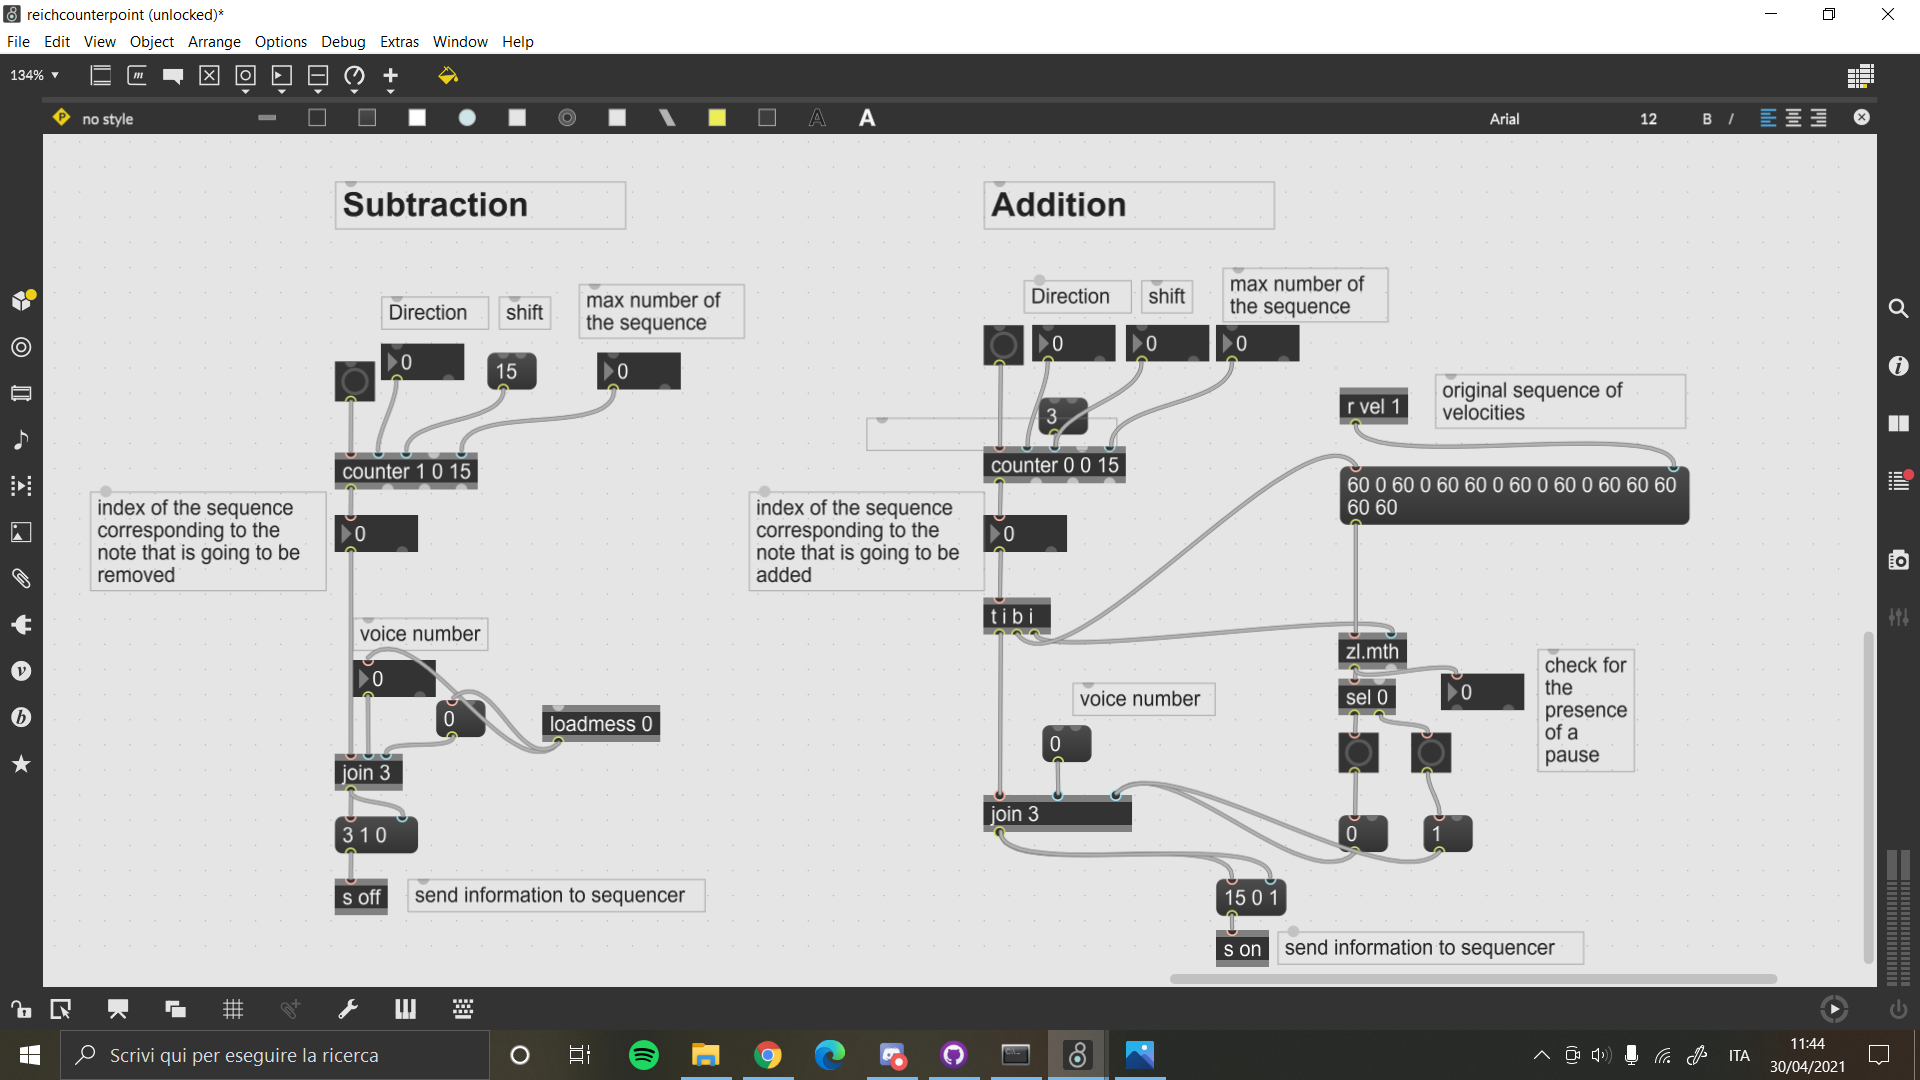 reichcounterpoint (unlocked)*
File Edit View Object Arrange Options Debug Extras Window Help
134%
no style
Arial 12 B I
Subtraction
Direction
shift
max number of
the sequence
0
15
0
counter 1 0 15
index of the sequence
corresponding to the
note that is going to be
removed
0
voice number
0
0
loadmess 0
join 3
3 1 0
s off
send information to sequencer
Addition
Direction
shift
max number of
the sequence
0
0
0
3
counter 0 0 15
index of the sequence
corresponding to the
note that is going to be
added
0
t i b i
r vel 1
original sequence of
velocities
60 0 60 0 60 60 0 60 0 60 0 60 60 60
60 60
zl.mth
sel 0
0
check for
the
presence
of a
pause
voice number
0
join 3
0
1
15 0 1
s on
send information to sequencer
Scrivi qui per eseguire la ricerca
ITA
11:44
30/04/2021